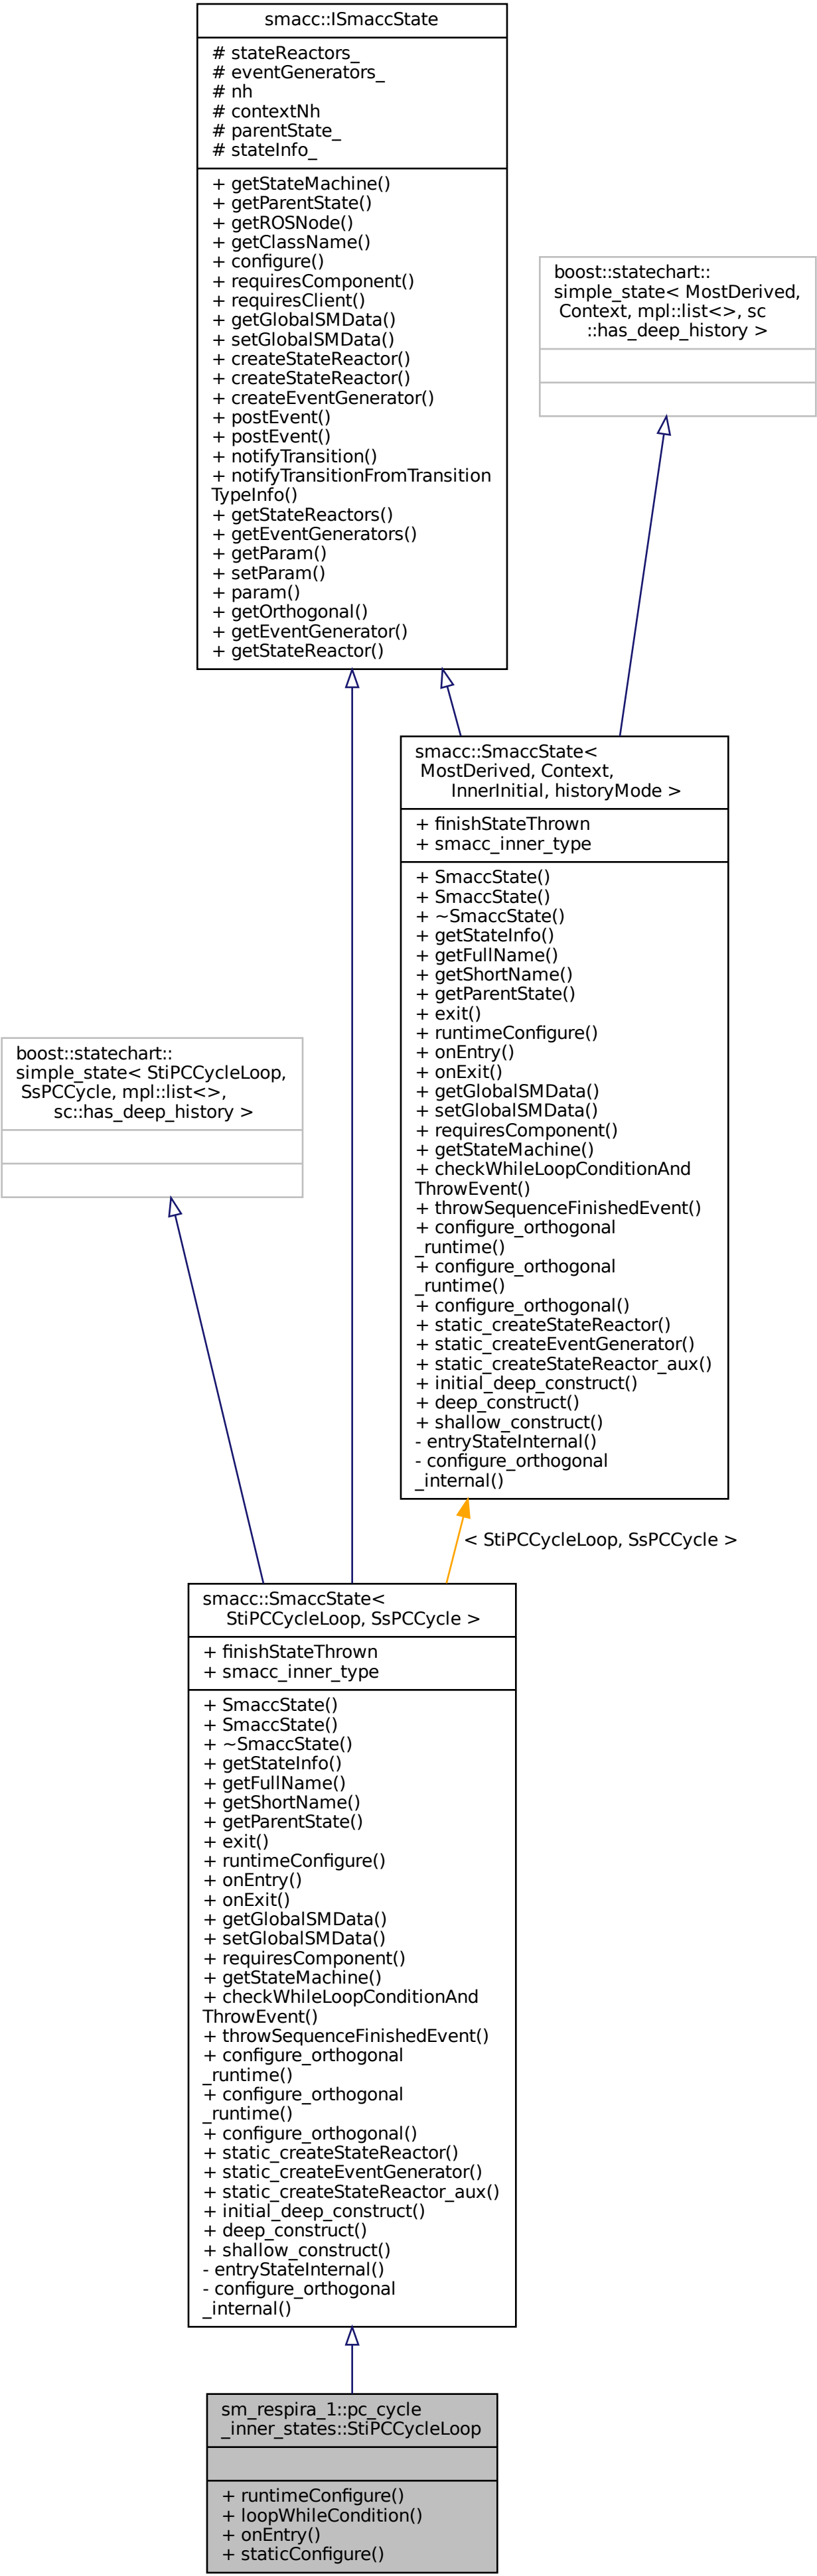 smacc::ISmaccState
# stateReactors_
# eventGenerators_
# nh
# contextNh
# parentState_
# stateInfo_
+ getStateMachine()
+ getParentState()
+ getROSNode()
+ getClassName()
+ configure()
+ requiresComponent()
+ requiresClient()
+ getGlobalSMData()
+ setGlobalSMData()
+ createStateReactor()
+ createStateReactor()
+ createEventGenerator()
+ postEvent()
+ postEvent()
+ notifyTransition()
+ notifyTransitionFromTransition
TypeInfo()
+ getStateReactors()
+ getEventGenerators()
+ getParam()
+ setParam()
+ param()
+ getOrthogonal()
+ getEventGenerator()
+ getStateReactor()
boost::statechart::
simple_state< MostDerived,
Context, mpl::list<>, sc
::has_deep_history >
smacc::SmaccState<
MostDerived, Context,
InnerInitial, historyMode >
+ finishStateThrown
+ smacc_inner_type
+ SmaccState()
+ SmaccState()
+ ~SmaccState()
+ getStateInfo()
+ getFullName()
+ getShortName()
+ getParentState()
+ exit()
+ runtimeConfigure()
+ onEntry()
+ onExit()
+ getGlobalSMData()
+ setGlobalSMData()
+ requiresComponent()
+ getStateMachine()
+ checkWhileLoopConditionAnd
ThrowEvent()
+ throwSequenceFinishedEvent()
+ configure_orthogonal
_runtime()
+ configure_orthogonal
_runtime()
+ configure_orthogonal()
+ static_createStateReactor()
+ static_createEventGenerator()
+ static_createStateReactor_aux()
+ initial_deep_construct()
+ deep_construct()
+ shallow_construct()
- entryStateInternal()
- configure_orthogonal
_internal()
boost::statechart::
simple_state< StiPCCycleLoop,
SsPCCycle, mpl::list<>,
sc::has_deep_history >
< StiPCCycleLoop, SsPCCycle >
smacc::SmaccState<
StiPCCycleLoop, SsPCCycle >
+ finishStateThrown
+ smacc_inner_type
+ SmaccState()
+ SmaccState()
+ ~SmaccState()
+ getStateInfo()
+ getFullName()
+ getShortName()
+ getParentState()
+ exit()
+ runtimeConfigure()
+ onEntry()
+ onExit()
+ getGlobalSMData()
+ setGlobalSMData()
+ requiresComponent()
+ getStateMachine()
+ checkWhileLoopConditionAnd
ThrowEvent()
+ throwSequenceFinishedEvent()
+ configure_orthogonal
_runtime()
+ configure_orthogonal
_runtime()
+ configure_orthogonal()
+ static_createStateReactor()
+ static_createEventGenerator()
+ static_createStateReactor_aux()
+ initial_deep_construct()
+ deep_construct()
+ shallow_construct()
- entryStateInternal()
- configure_orthogonal
_internal()
sm_respira_1::pc_cycle
_inner_states::StiPCCycleLoop
+ runtimeConfigure()
+ loopWhileCondition()
+ onEntry()
+ staticConfigure()